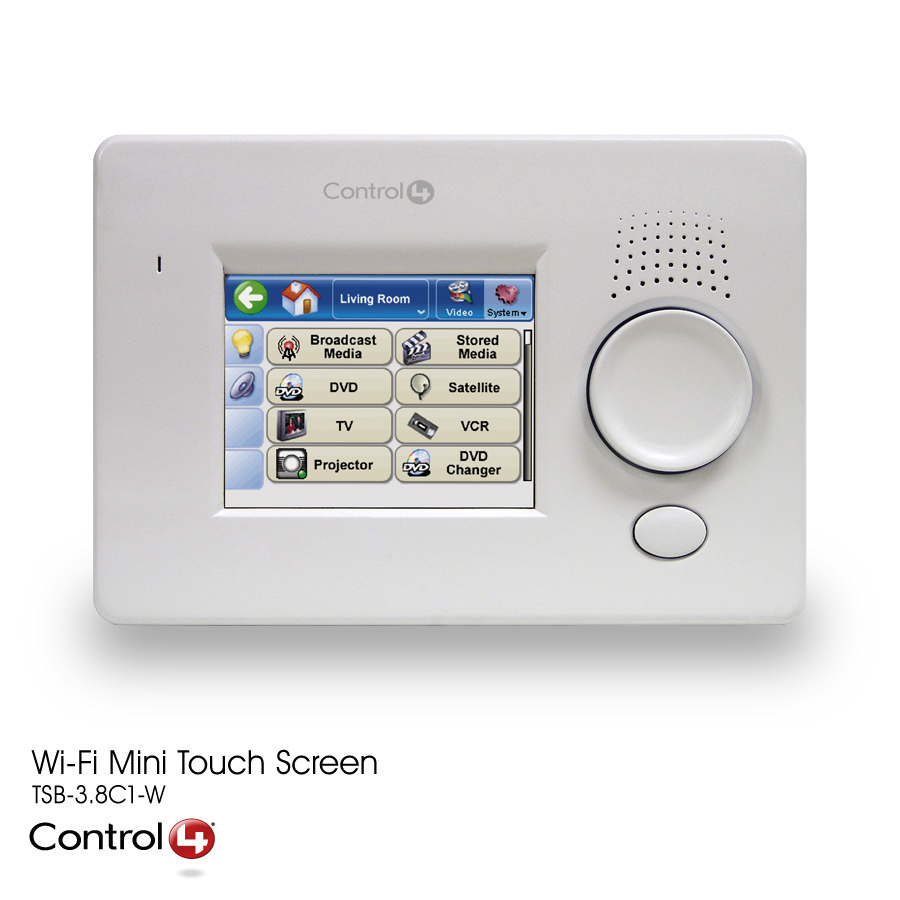 Control4
Living Room
Video
System
Broadcast
Media
Stored
Media
DVD
DVD
Satellite
TV
VCR
Projector
DVD
DVD
Changer
Wi-Fi Mini Touch Screen
TSB-3.8C1-W
Control4